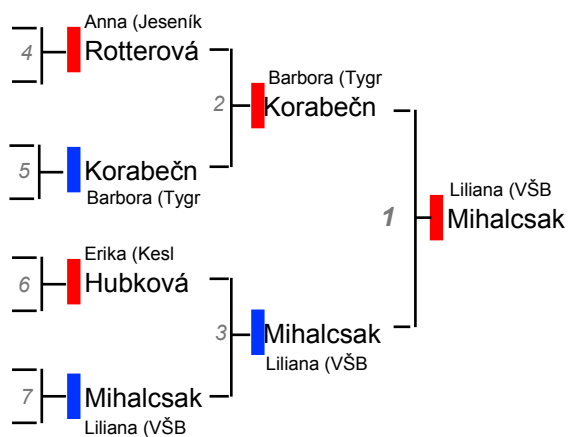 Anna (Jeseník
4
Rotterová
2
Barbora (Tygr
Korabečn
5
Korabečn
Barbora (Tygr
1
Liliana (VŠB
Mihalcsak
Erika (Kesl
6
Hubková
3
Mihalcsak
Liliana (VŠB
7
Mihalcsak
Liliana (VŠB